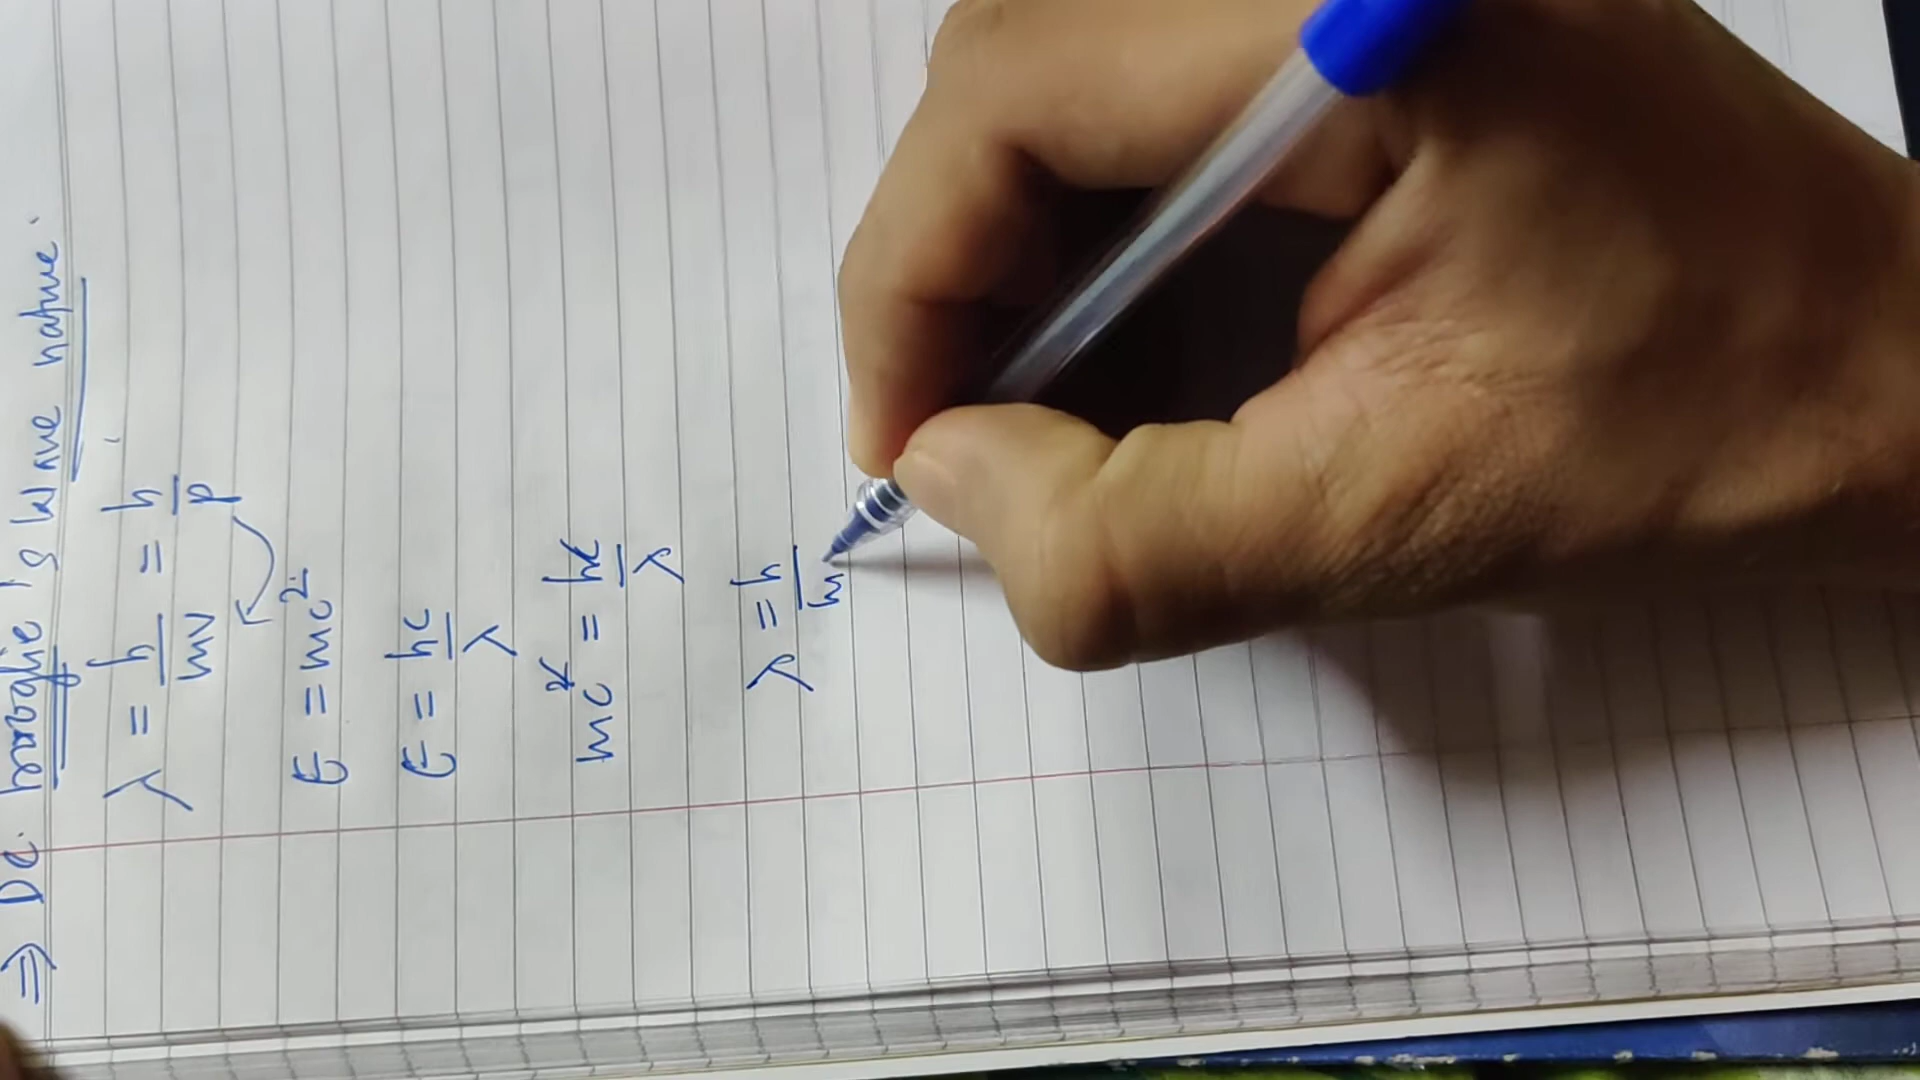 ⇒ De. broglie's wave nature.
λ = h/mv = h/p
E = mc²
E = hc/λ
mc² = hc/λ
λ = h/m